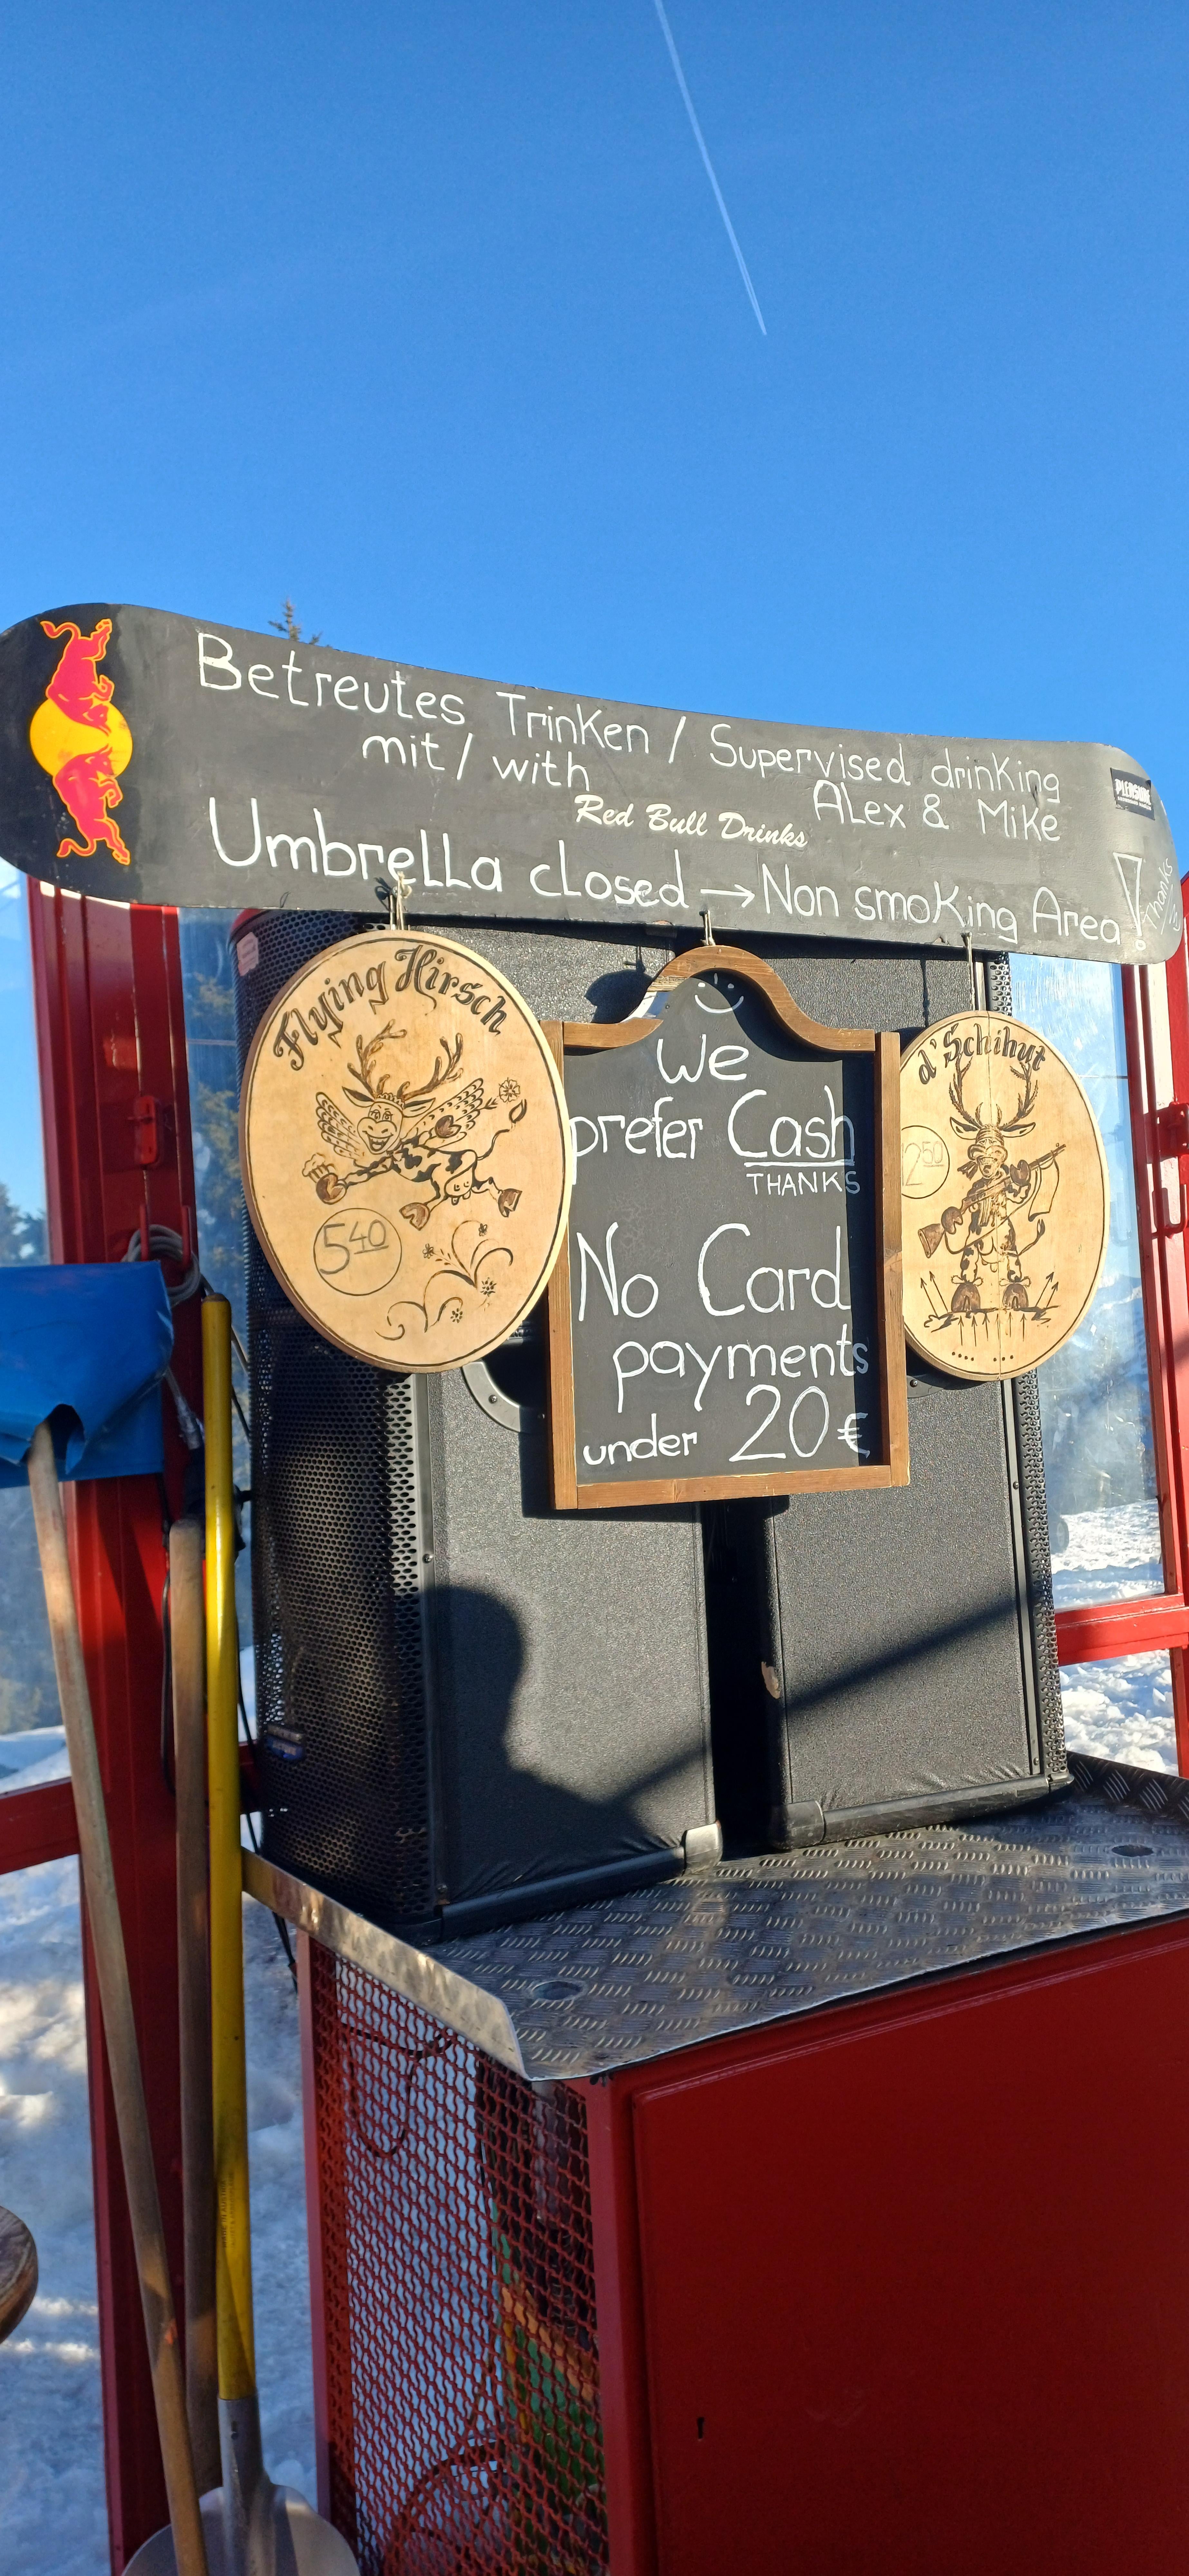 Betreutes Trinken / Supervised drinking
mit / with Alex & Mike
Red Bull Drinks
Umbrella closed → Non smoking Area !
Thanks
PLEASURE
Flying Hirsch
5 40
We
prefer Cash
THANKS
No Card
payments
under 20 €
d'Schihut
2 50